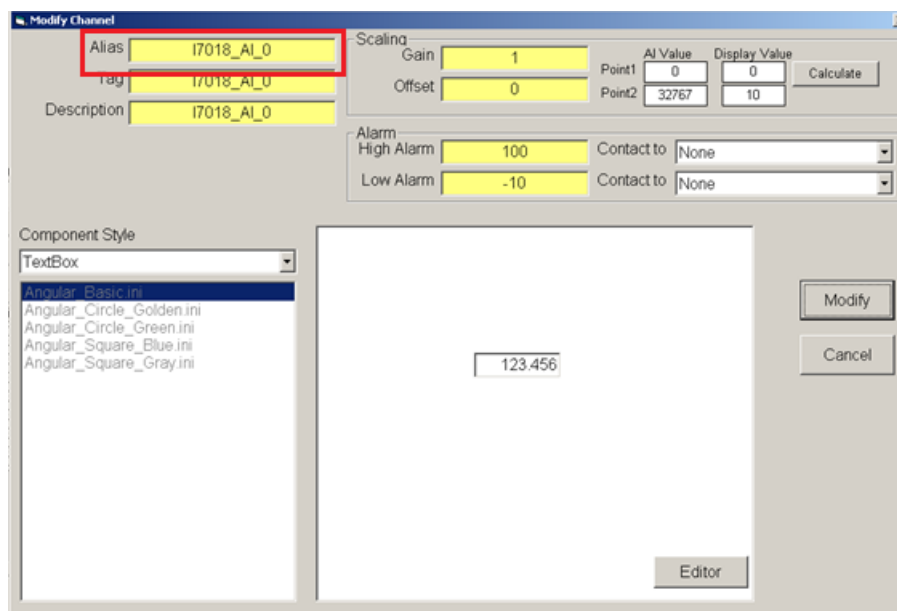 Modify Channel
Alias I7018_AI_0
Tag I7018_AI_0
Description I7018_AI_0
Scaling
Gain 1
Offset 0
AI Value Display Value
Point1 0 0
Point2 32767 10
Calculate
Alarm
High Alarm 100 Contact to None
Low Alarm -10 Contact to None
Component Style
TextBox
Angular_Basic.ini
Angular_Circle_Golden.ini
Angular_Circle_Green.ini
Angular_Square_Blue.ini
Angular_Square_Gray.ini
123.456
Editor
Modify
Cancel